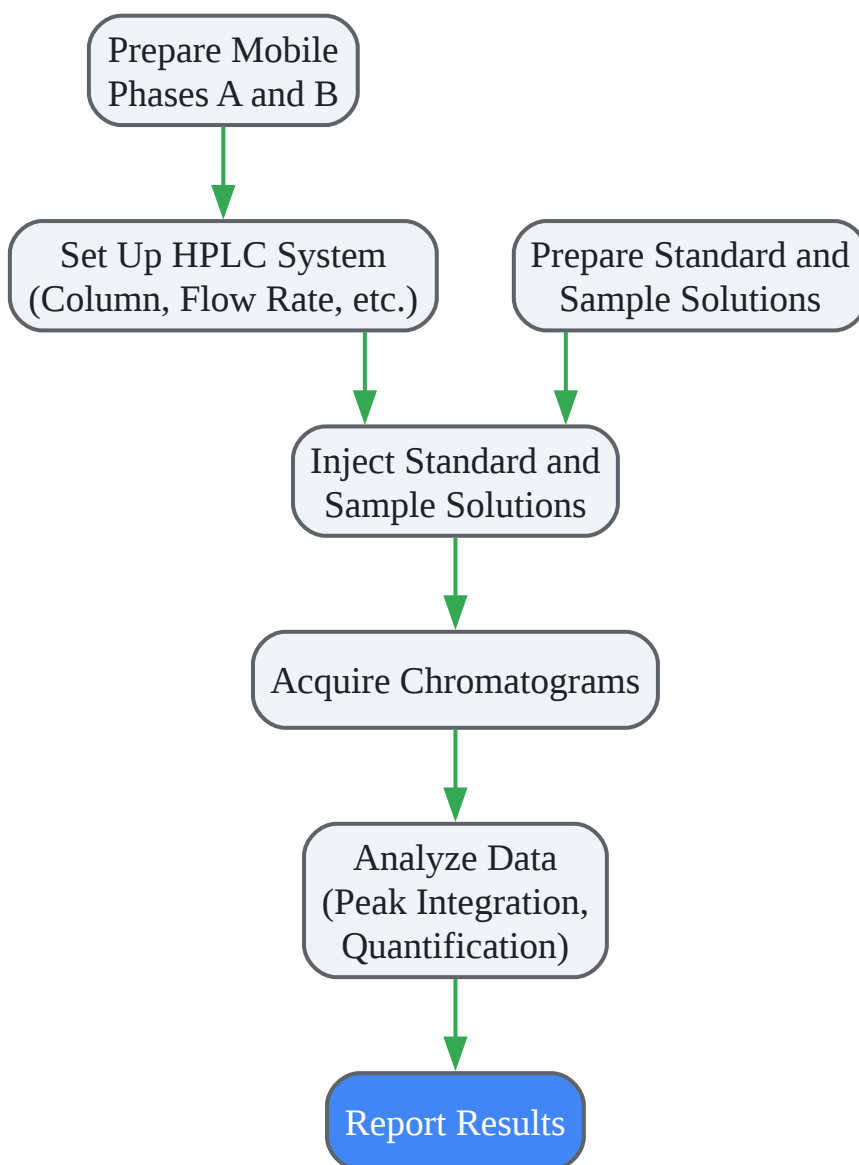 Prepare Mobile
Phases A and B
Set Up HPLC System
(Column, Flow Rate, etc.)
Prepare Standard and
Sample Solutions
Inject Standard and
Sample Solutions
Acquire Chromatograms
Analyze Data
(Peak Integration,
Quantification)
Report Results